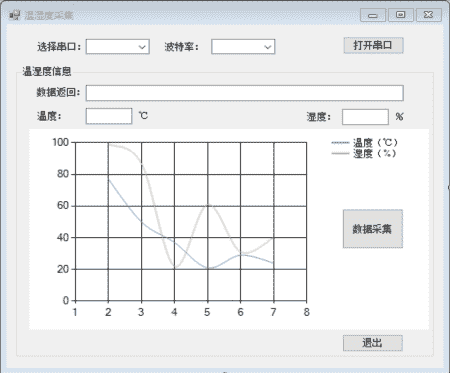 温湿度采集
选择串口: 波特率: 打开串口
温湿度信息
数据返回:
温度: ℃ 湿度: %
温度（℃）
湿度（%）
100
80
60
40
20
0
1 2 3 4 5 6 7 8
数据采集
退出